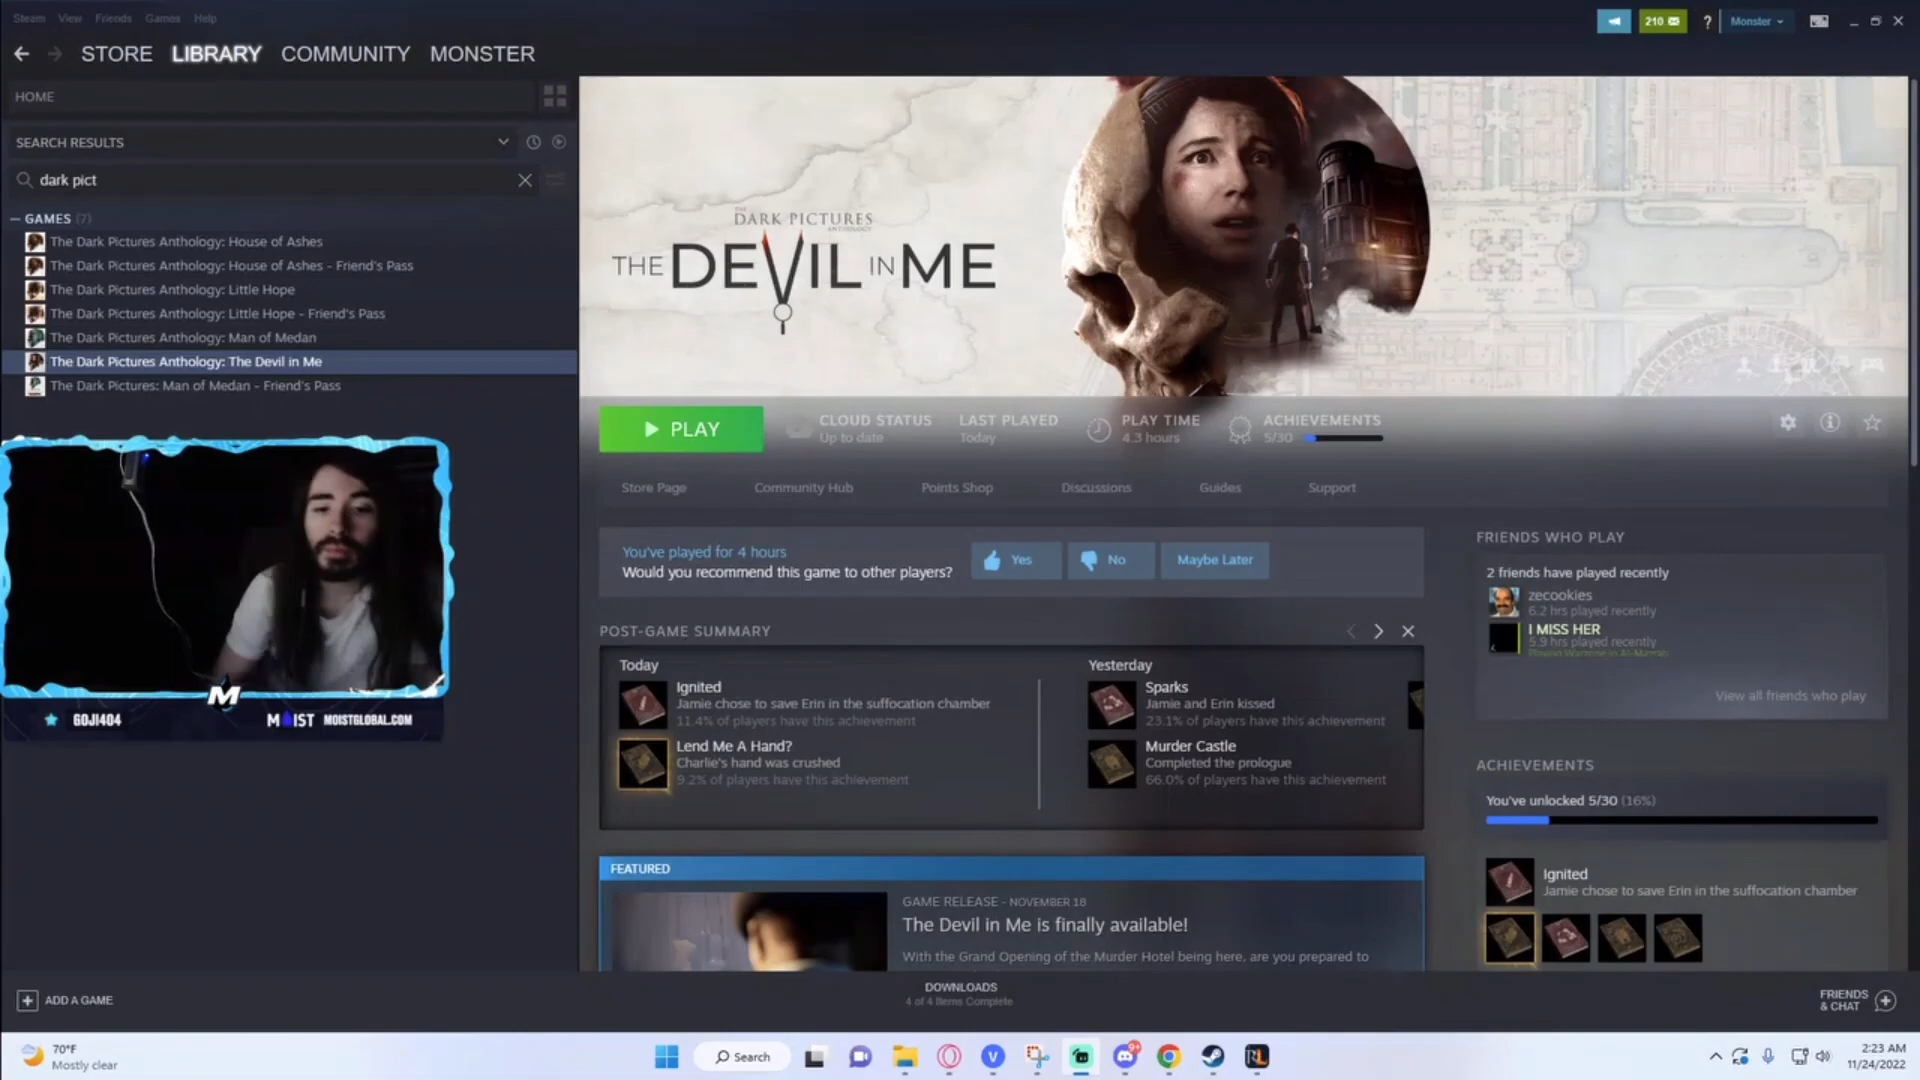 Steam View Friends Games Help
210
?
Monster
STORE LIBRARY COMMUNITY MONSTER
HOME
SEARCH RESULTS
dark pict
GAMES (7)
The Dark Pictures Anthology: House of Ashes
The Dark Pictures Anthology: House of Ashes - Friend's Pass
The Dark Pictures Anthology: Little Hope
The Dark Pictures Anthology: Little Hope - Friend's Pass
The Dark Pictures Anthology: Man of Medan
The Dark Pictures Anthology: The Devil in Me
The Dark Pictures: Man of Medan - Friend's Pass
THE
DARK PICTURES
ANTHOLOGY
THE DEVIL IN ME
PLAY
CLOUD STATUS
Up to date
LAST PLAYED
Today
PLAY TIME
4.3 hours
ACHIEVEMENTS
5/30
Store Page Community Hub Points Shop Discussions Guides Support
You've played for 4 hours
Would you recommend this game to other players?
Yes
No
Maybe Later
POST-GAME SUMMARY
Today
Ignited
Jamie chose to save Erin in the suffocation chamber
11.4% of players have this achievement
Lend Me A Hand?
Charlie's hand was crushed
9.2% of players have this achievement
Yesterday
Sparks
Jamie and Erin kissed
23.1% of players have this achievement
Murder Castle
Completed the prologue
66.0% of players have this achievement
FEATURED
GAME RELEASE - NOVEMBER 18
The Devil in Me is finally available!
With the Grand Opening of the Murder Hotel being here, are you prepared to
FRIENDS WHO PLAY
2 friends have played recently
zecookies
6.2 hrs played recently
I MISS HER
5.9 hrs played recently
Playing Warzone in Al-Mazrah
View all friends who play
ACHIEVEMENTS
You've unlocked 5/30 (16%)
Ignited
Jamie chose to save Erin in the suffocation chamber
M
GOJI404
MOIST MOISTGLOBAL.COM
ADD A GAME
DOWNLOADS
4 of 4 Items Complete
FRIENDS
& CHAT
70°F
Mostly clear
Search
V
9+
RL
2:23 AM
11/24/2022